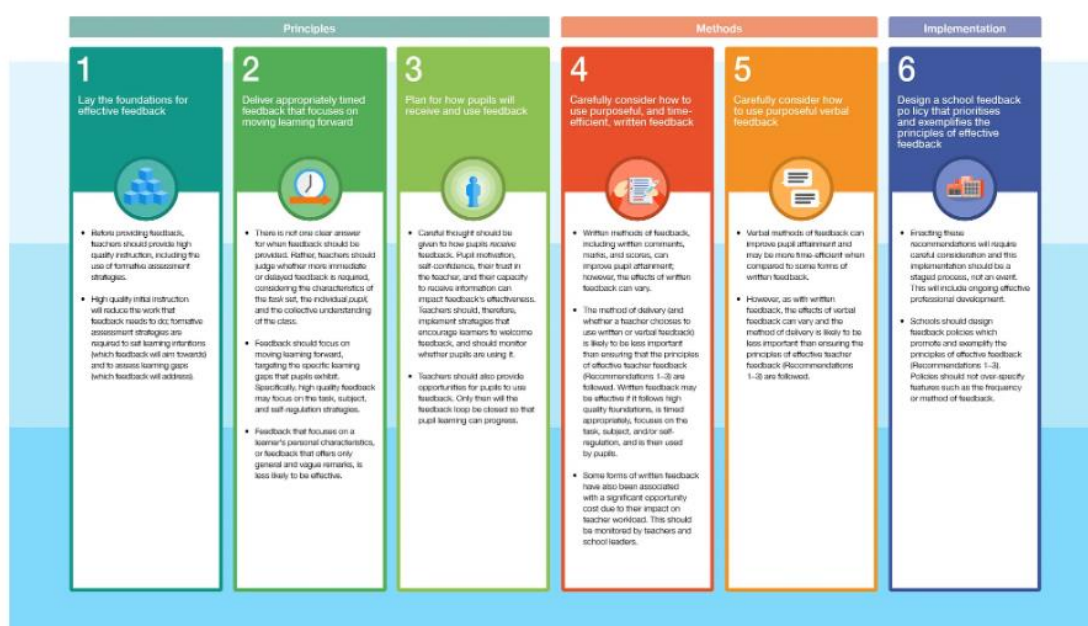 Principles
Methods
Implementation
1
Lay the foundations for
effective feedback
• Before providing feedback,
teachers should provide high
quality instruction, including the
use of formative assessment
strategies.
• High quality initial instruction
will reduce the work that
feedback needs to do; formative
assessment strategies are
required to set learning intentions
(which feedback will aim towards)
and to assess learning gaps
(which feedback will address).
2
Deliver appropriately timed
feedback that focuses on
moving learning forward
• There is not one clear answer
for when feedback should be
provided. Rather, teachers should
judge whether more immediate
or delayed feedback is required,
considering the characteristics of
the task set, the individual pupil,
and the collective understanding
of the class.
• Feedback should focus on
moving learning forward,
targeting the specific learning
gaps that pupils exhibit.
Specifically, high quality feedback
may focus on the task, subject,
and self-regulation strategies.
• Feedback that focuses on a
learner's personal characteristics,
or feedback that offers only
general and vague remarks, is
less likely to be effective.
3
Plan for how pupils will
receive and use feedback
• Careful thought should be
given to how pupils receive
feedback. Pupil motivation,
self-confidence, their trust in
the teacher, and their capacity
to receive information can
impact feedback's effectiveness.
Teachers should, therefore,
implement strategies that
encourage learners to welcome
feedback, and should monitor
whether pupils are using it.
• Teachers should also provide
opportunities for pupils to use
feedback. Only then will the
feedback loop be closed so that
pupil learning can progress.
4
Carefully consider how to
use purposeful, and time-
efficient, written feedback
• Written methods of feedback,
including written comments,
marks, and scores, can
improve pupil attainment;
however, the effects of written
feedback can vary.
• The method of delivery (and
whether a teacher chooses to
use written or verbal feedback)
is likely to be less important
than ensuring that the principles
of effective teacher feedback
(Recommendations 1–3) are
followed. Written feedback may
be effective if it follows high
quality foundations, is timed
appropriately, focuses on the
task, subject, and/or self-
regulation, and is then used
by pupils.
• Some forms of written feedback
have also been associated
with a significant opportunity
cost due to their impact on
teacher workload. This should
be monitored by teachers and
school leaders.
5
Carefully consider how
to use purposeful verbal
feedback
• Verbal methods of feedback can
improve pupil attainment and
may be more time-efficient when
compared to some forms of
written feedback.
• However, as with written
feedback, the effects of verbal
feedback can vary and the
method of delivery is likely to be
less important than ensuring the
principles of effective teacher
feedback (Recommendations
1–3) are followed.
6
Design a school feedback
po licy that prioritises
and exemplifies the
principles of effective
feedback
• Enacting these
recommendations will require
careful consideration and this
implementation should be a
staged process, not an event.
This will include ongoing effective
professional development.
• Schools should design
feedback policies which
promote and exemplify the
principles of effective feedback
(Recommendations 1–3).
Policies should not over-specify
features such as the frequency
or method of feedback.